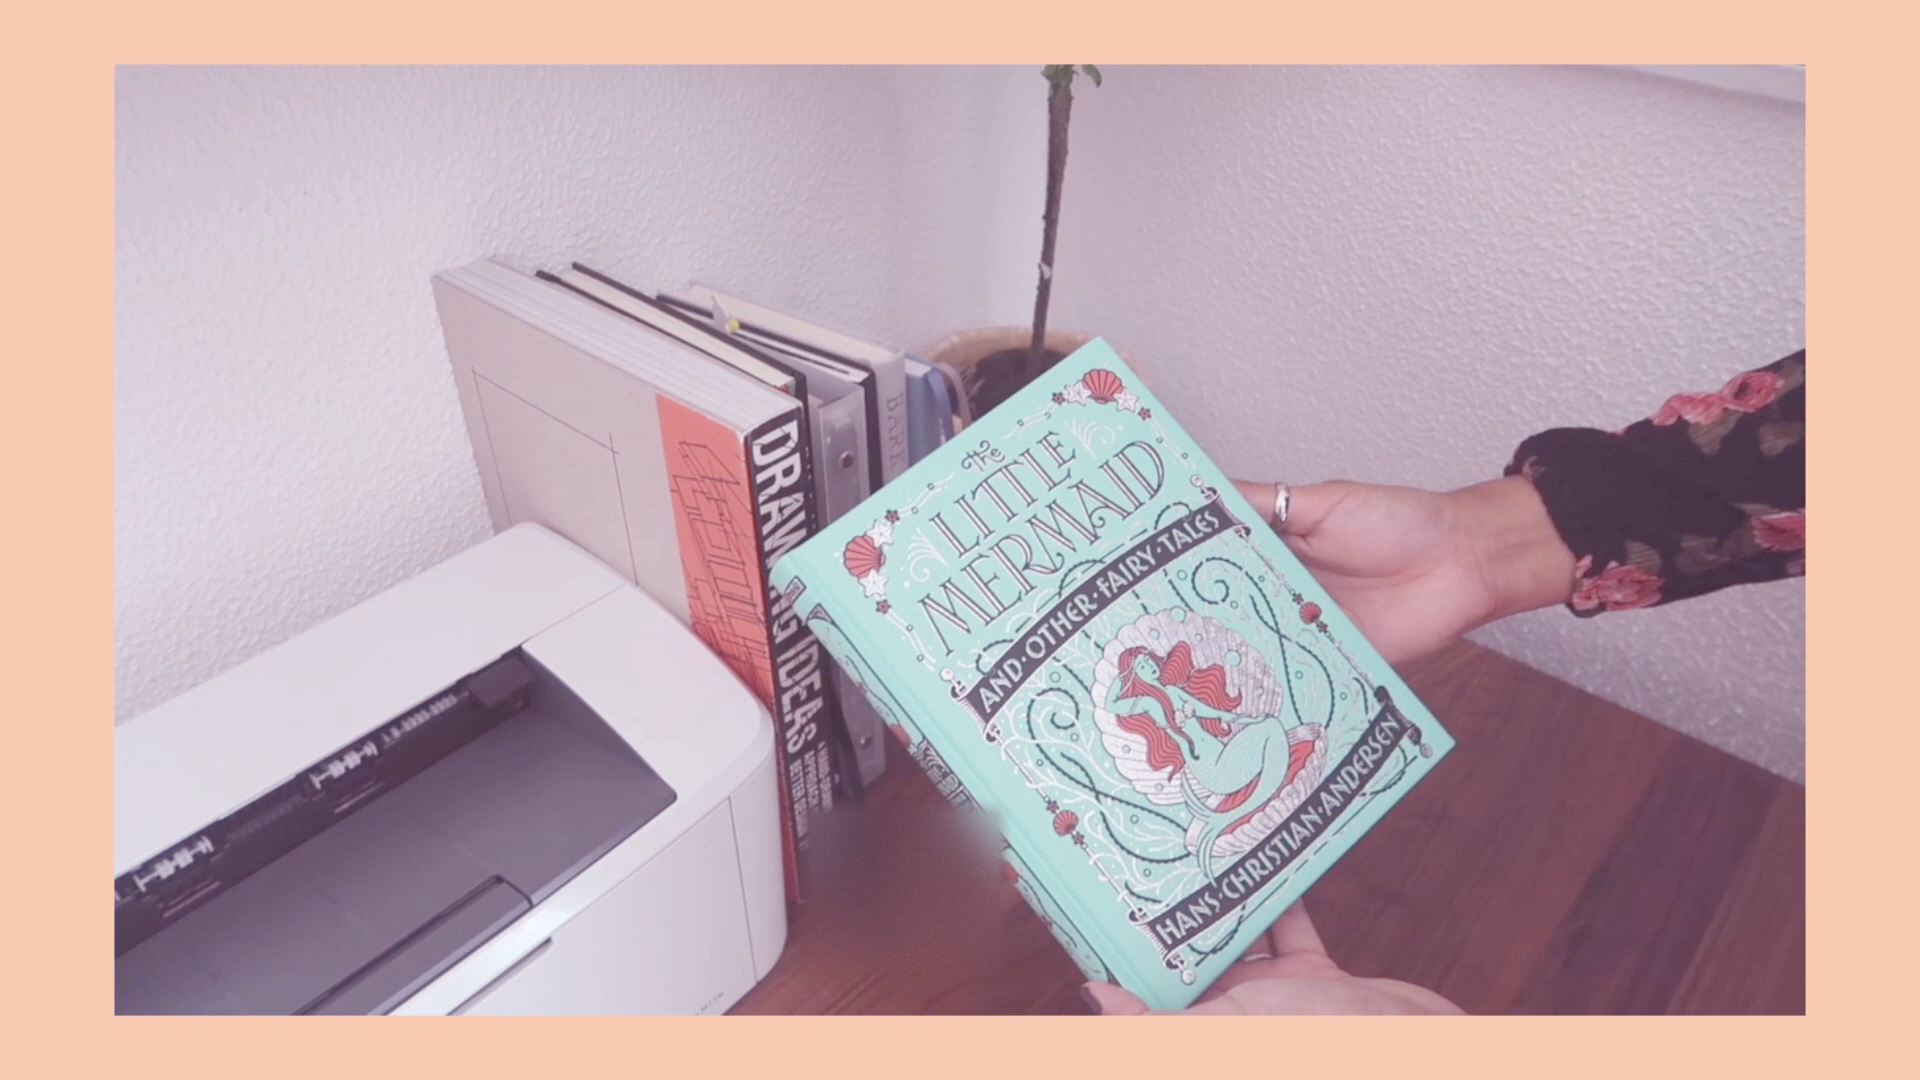 The
LITTLE
MERMAID
AND·OTHER·FAIRY·TALES
HANS·CHRISTIAN·ANDERSEN
DRAWING IDEAS